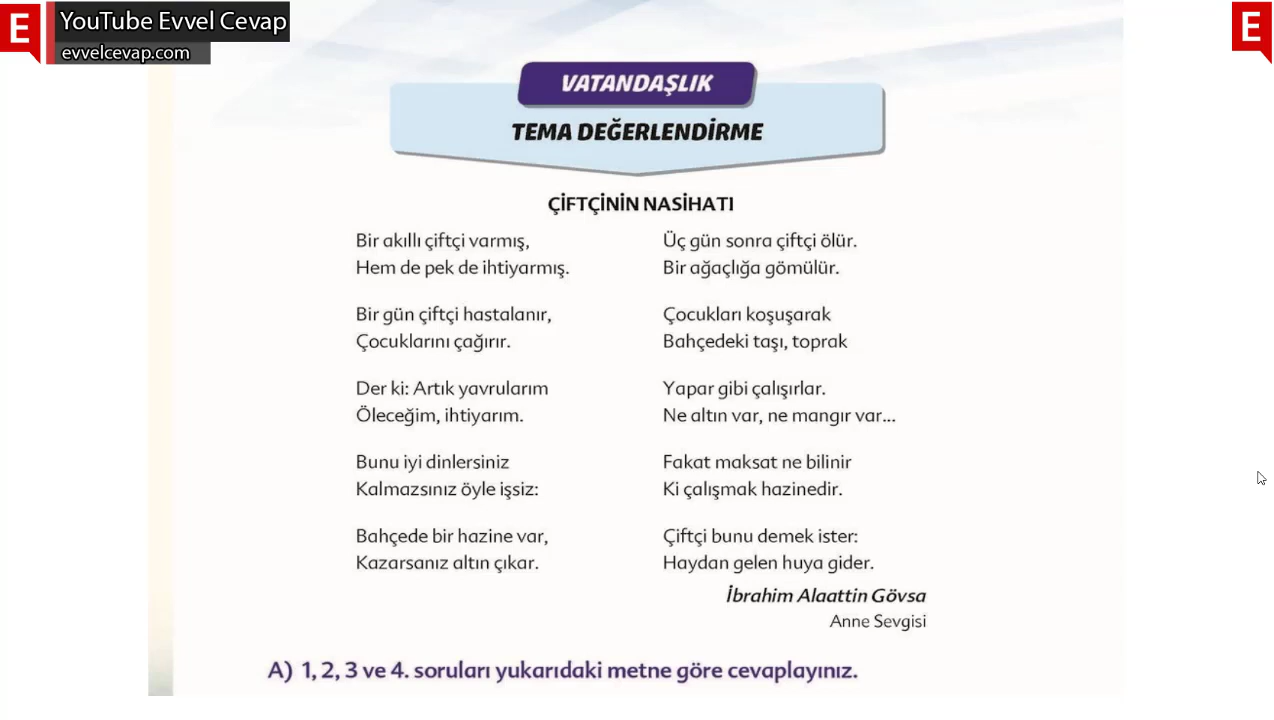 E
YouTube Evvel Cevap
evvelcevap.com
E
VATANDAŞLIK
TEMA DEĞERLENDİRME
ÇİFTÇİNİN NASİHATI
Bir akıllı çiftçi varmış,
Hem de pek de ihtiyarmış.
Bir gün çiftçi hastalanır,
Çocuklarını çağırır.
Der ki: Artık yavrularım
Öleceğim, ihtiyarım.
Bunu iyi dinlersiniz
Kalmazsınız öyle işsiz:
Bahçede bir hazine var,
Kazarsanız altın çıkar.
Üç gün sonra çiftçi ölür.
Bir ağaçlığa gömülür.
Çocukları koşuşarak
Bahçedeki taşı, toprak
Yapar gibi çalışırlar.
Ne altın var, ne mangır var...
Fakat maksat ne bilinir
Ki çalışmak hazinedir.
Çiftçi bunu demek ister:
Haydan gelen huya gider.
İbrahim Alaattin Gövsa
Anne Sevgisi
A) 1, 2, 3 ve 4. soruları yukarıdaki metne göre cevaplayınız.